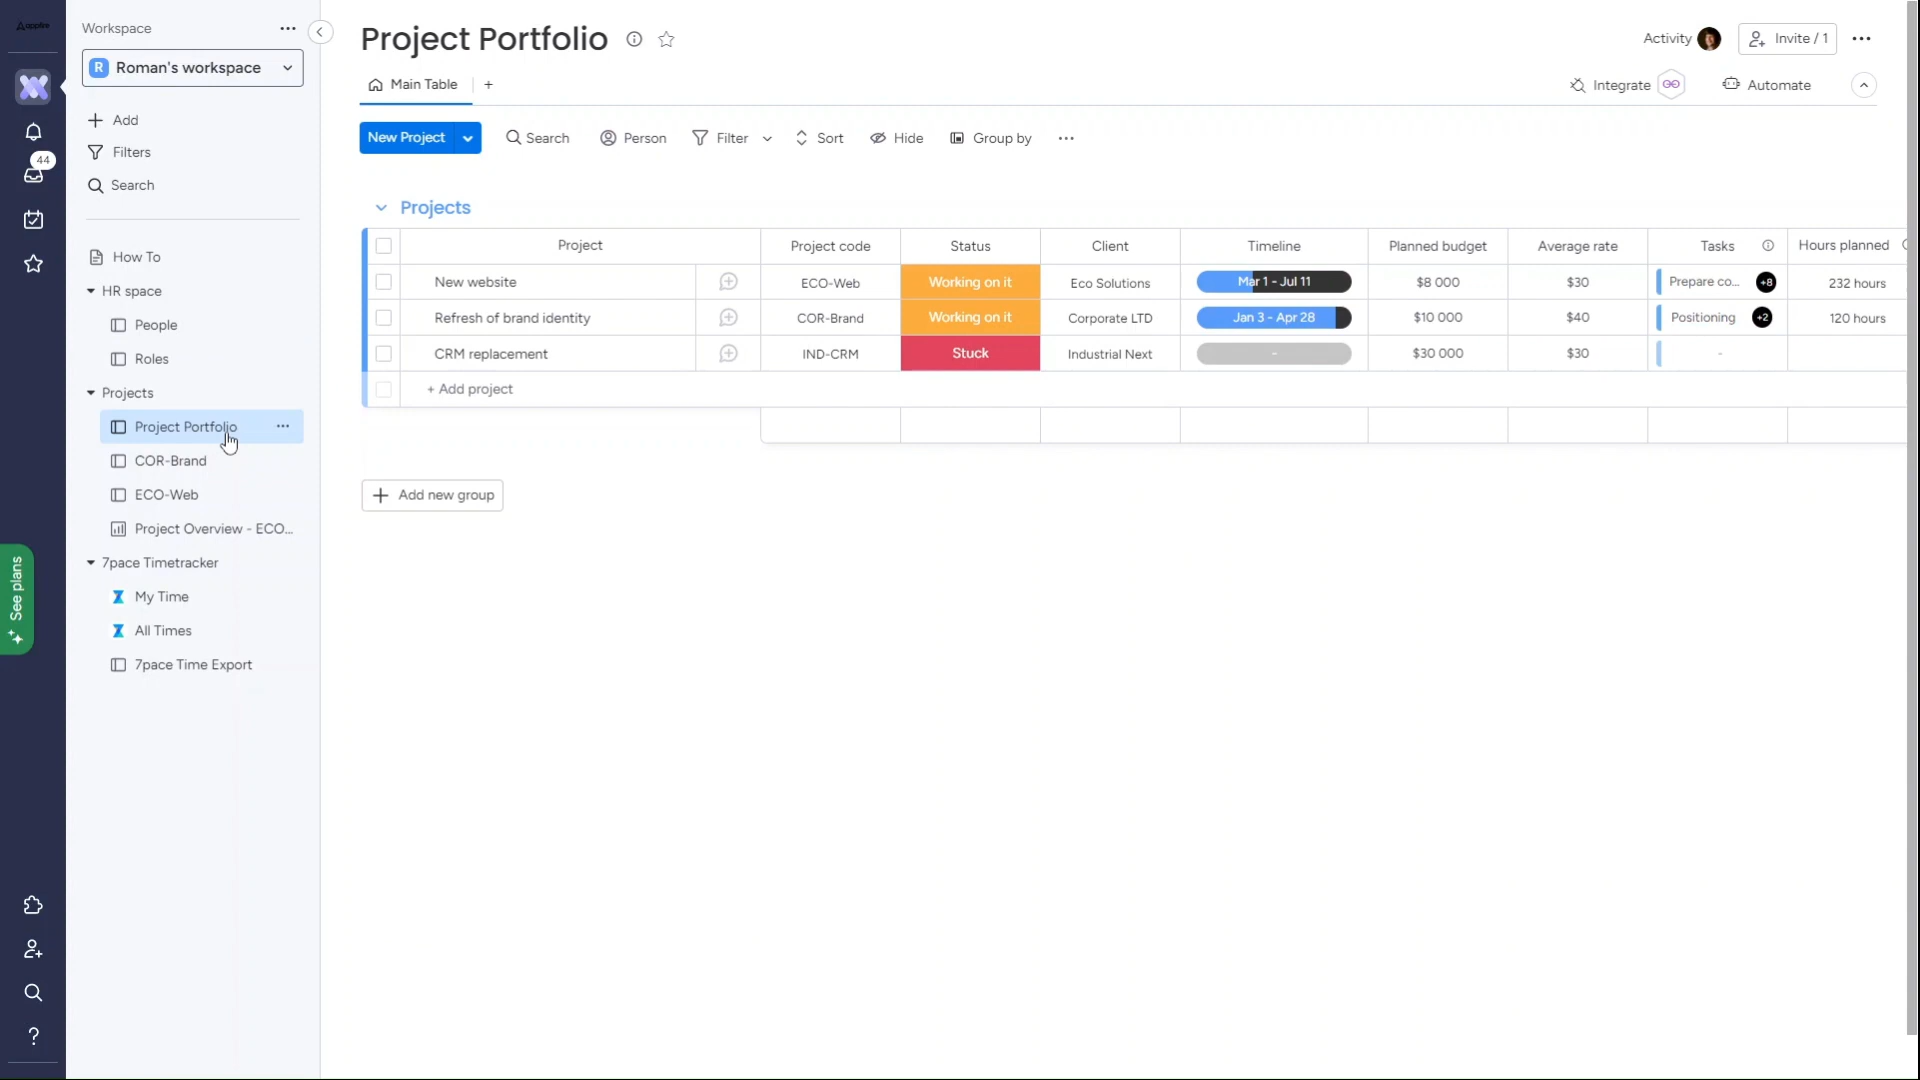 appfire
44
See plans
Workspace
R Roman's workspace
Add
Filters
Search
How To
HR space
People
Roles
Projects
Project Portfolio
COR-Brand
ECO-Web
Project Overview - ECO...
7pace Timetracker
My Time
All Times
7pace Time Export
Project Portfolio
Activity
Invite / 1
Main Table
Integrate
Automate
New Project
Search
Person
Filter
Sort
Hide
Group by
Projects
Project Project code Status Client Timeline Planned budget Average rate Tasks Hours planned
New website ECO-Web Working on it Eco Solutions Mar 1 - Jul 11 $8 000 $30 Prepare co... +8 232 hours
Refresh of brand identity COR-Brand Working on it Corporate LTD Jan 3 - Apr 28 $10 000 $40 Positioning +2 120 hours
CRM replacement IND-CRM Stuck Industrial Next - $30 000 $30 -
+ Add project
Add new group